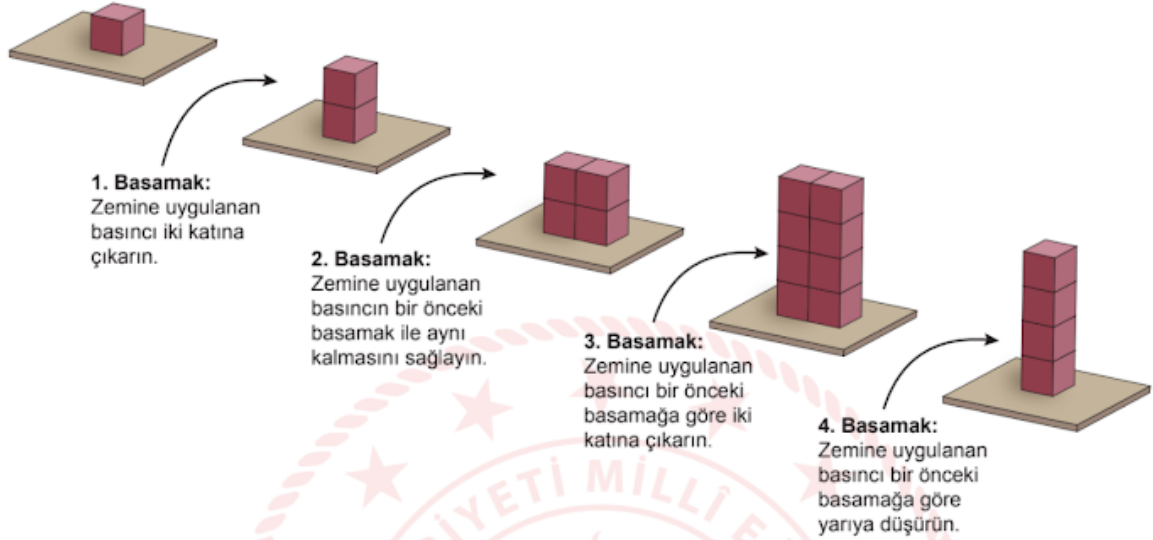 1. Basamak:
Zemine uygulanan
basıncı iki katına
çıkarın.
2. Basamak:
Zemine uygulanan
basıncın bir önceki
basamak ile aynı
kalmasını sağlayın.
3. Basamak:
Zemine uygulanan
basıncı bir önceki
basamağa göre iki
katına çıkarın.
4. Basamak:
Zemine uygulanan
basıncı bir önceki
basamağa göre
yarıya düşürün.
MİLLÎ